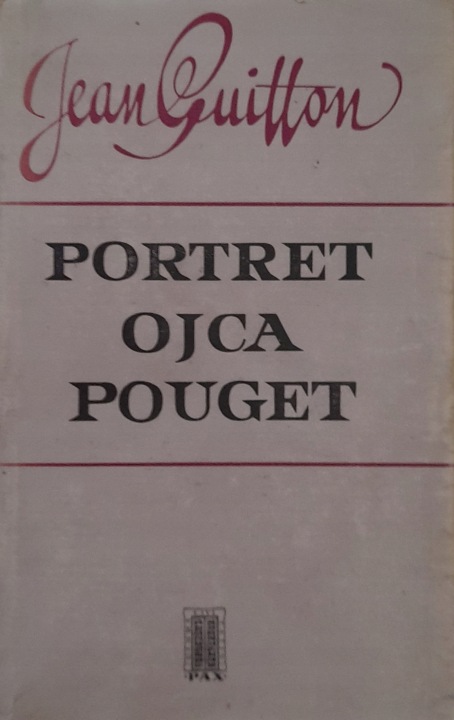 Jean Guitton
PORTRET
OJCA
POUGET
PAX